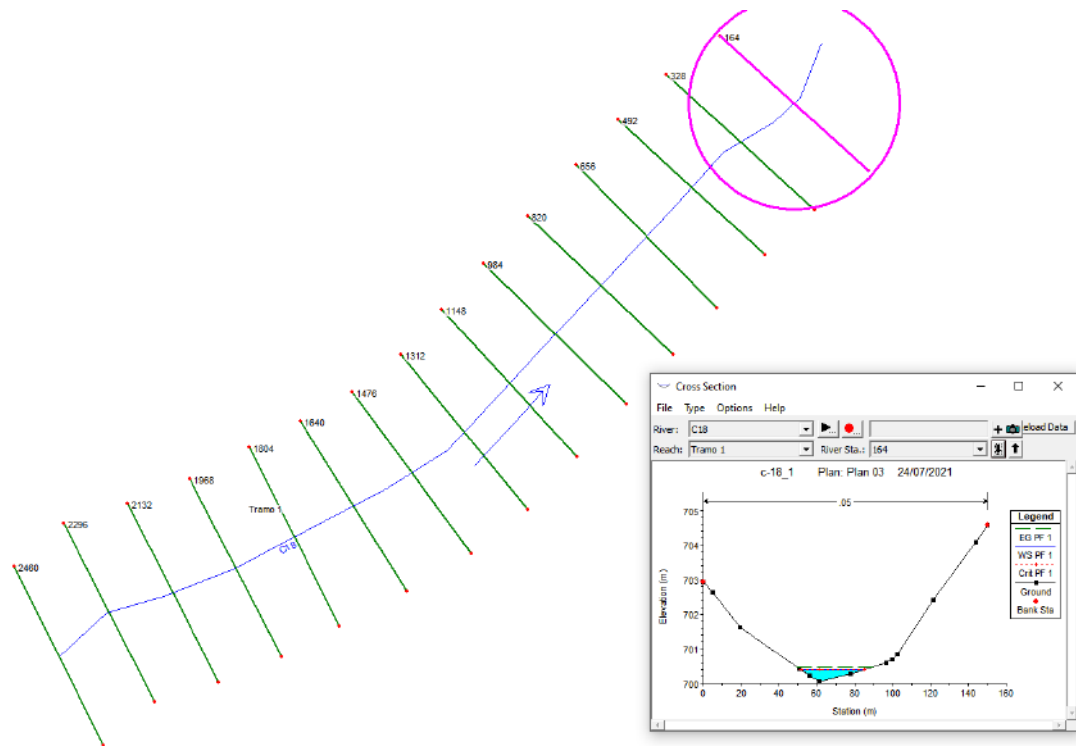 164
328
492
656
820
984
1148
1312
1476
1640
1804
1968
2132
2296
2460
Tramo 1
C18
Cross Section
File Type Options Help
River: C18 eload Data
Reach: Tramo 1 River Sta.: 164
c-18_1 Plan: Plan 03 24/07/2021
.05
705
704
703
702
701
700
Elevation (m)
0 20 40 60 80 100 120 140 160
Station (m)
Legend
EG PF 1
WS PF 1
Crit PF 1
Ground
Bank Sta